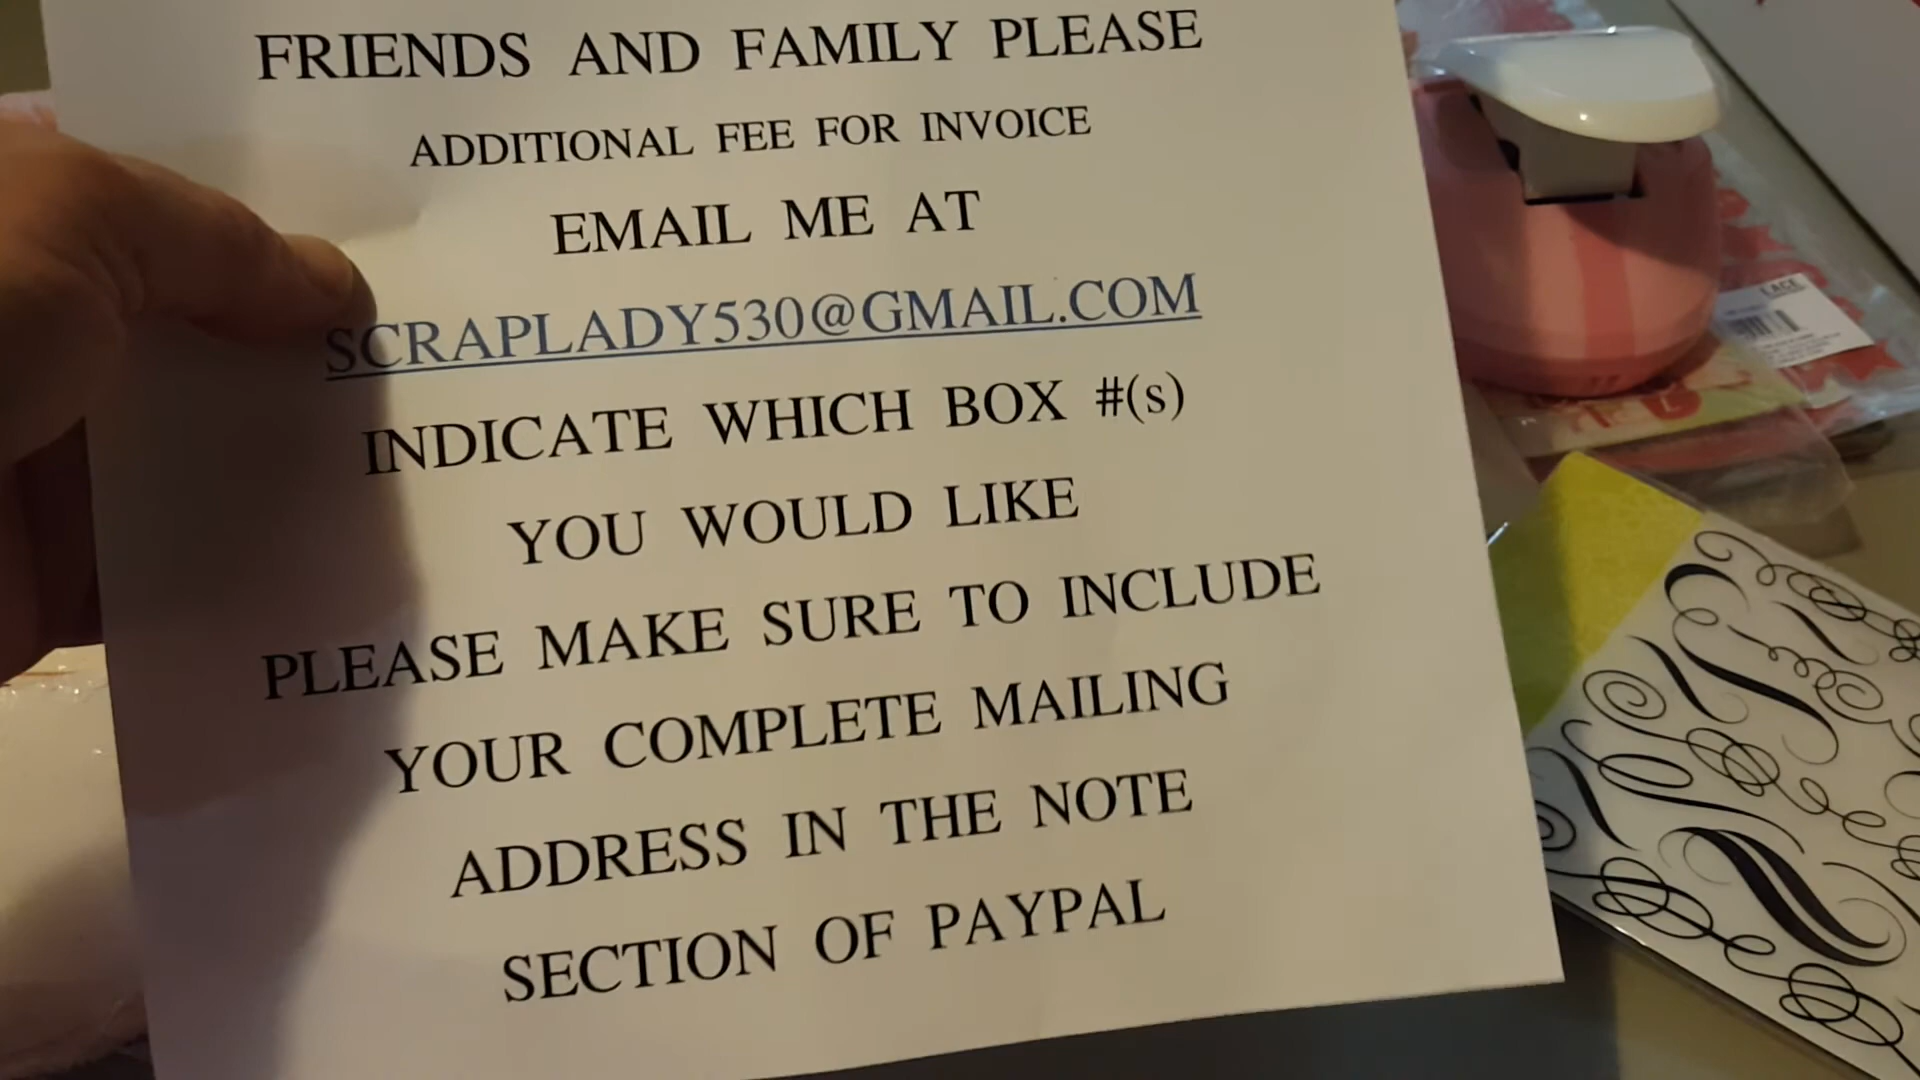 FRIENDS AND FAMILY PLEASE
ADDITIONAL FEE FOR INVOICE
EMAIL ME AT
SCRAPLADY530@GMAIL.COM
INDICATE WHICH BOX #(s)
YOU WOULD LIKE
PLEASE MAKE SURE TO INCLUDE
YOUR COMPLETE MAILING
ADDRESS IN THE NOTE
SECTION OF PAYPAL
LACE